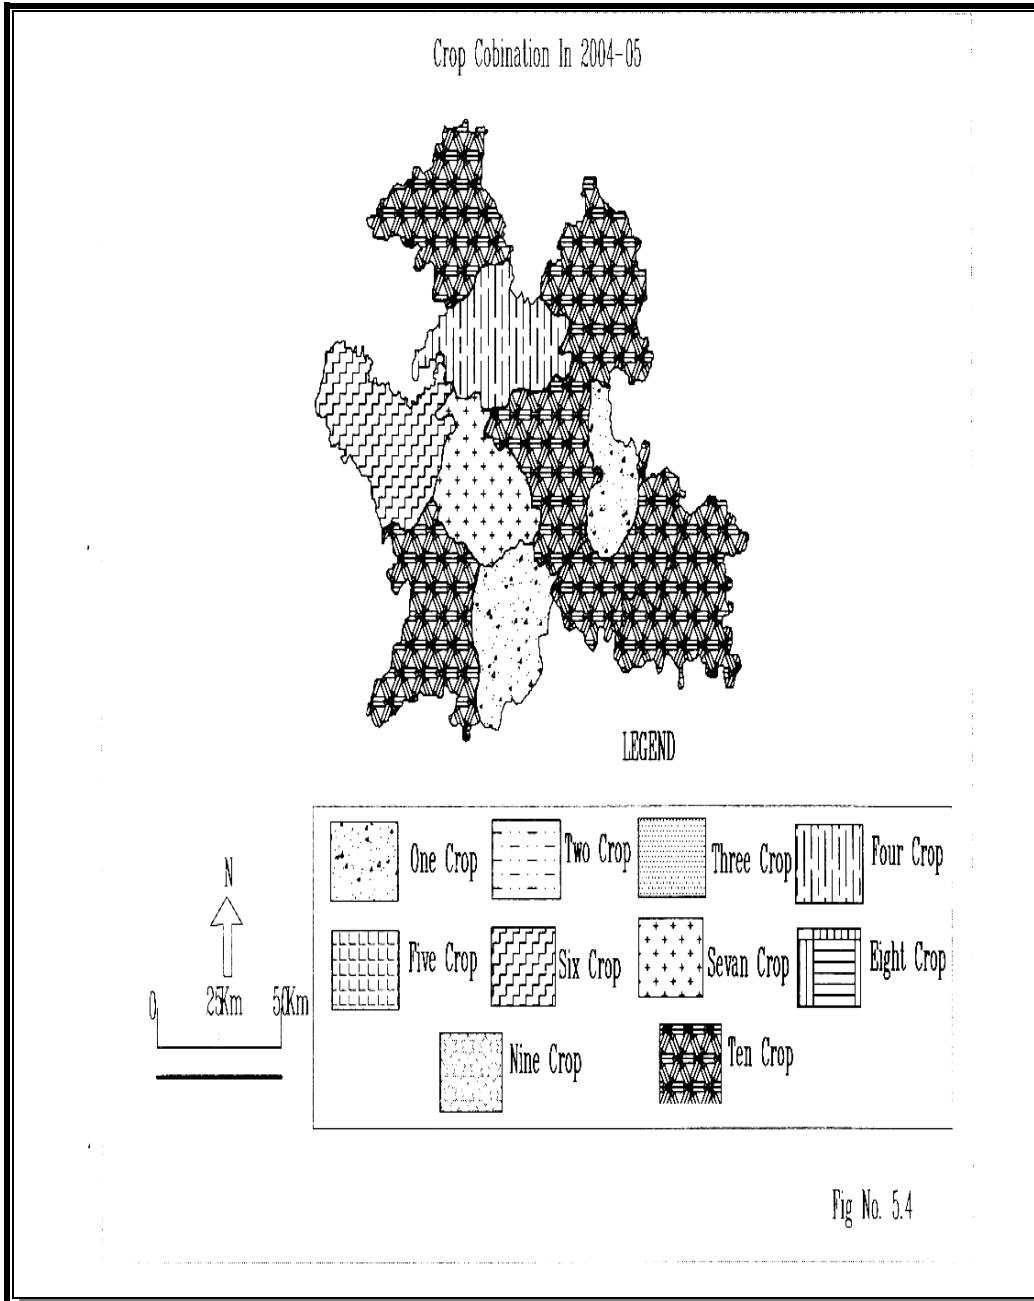 Crop Cobination In 2004-05
LEGEND
One Crop
Two Crop
Three Crop
Four Crop
Five Crop
Six Crop
Sevan Crop
Eight Crop
Nine Crop
Ten Crop
N
0 25Km 50Km
Fig No. 5.4